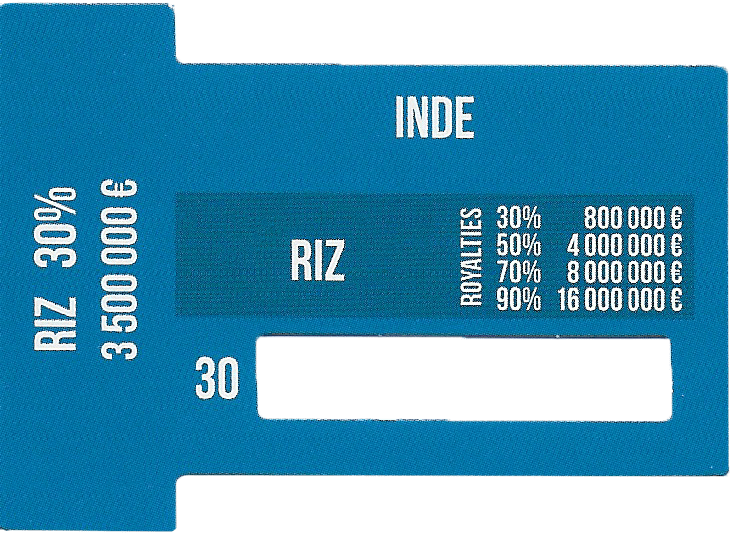 RIZ 30%
3 500 000 €
INDE
RIZ
ROYALTIES
30% 800 000 €
50% 4 000 000 €
70% 8 000 000 €
90% 16 000 000 €
30